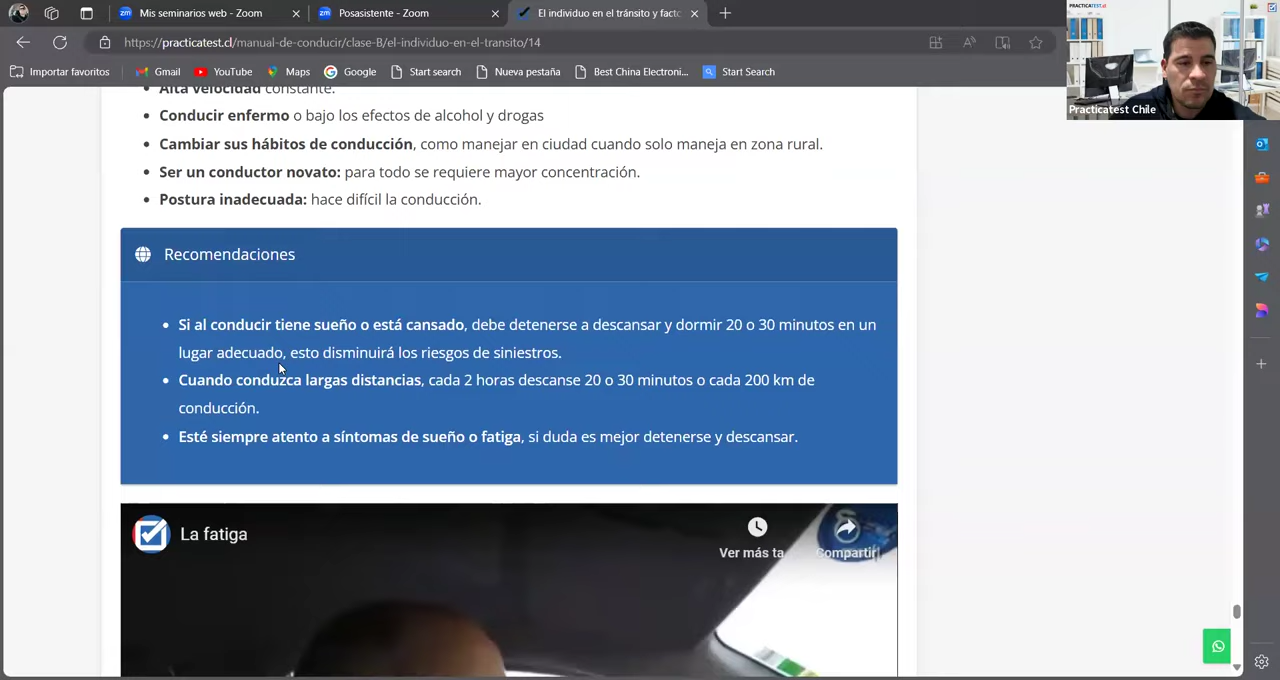 Mis seminarios web - Zoom
Posasistente - Zoom
El individuo en el tránsito y facto
https://practicatest.cl/manual-de-conducir/clase-B/el-individuo-en-el-transito/14
Importar favoritos
Gmail
YouTube
Maps
Google
Start search
Nueva pestaña
Best China Electroni...
Start Search
PRACTICATEST.cl
Practicatest Chile
Alta velocidad constante.
Conducir enfermo o bajo los efectos de alcohol y drogas
Cambiar sus hábitos de conducción, como manejar en ciudad cuando solo maneja en zona rural.
Ser un conductor novato: para todo se requiere mayor concentración.
Postura inadecuada: hace difícil la conducción.
Recomendaciones
Si al conducir tiene sueño o está cansado, debe detenerse a descansar y dormir 20 o 30 minutos en un
lugar adecuado, esto disminuirá los riesgos de siniestros.
Cuando conduzca largas distancias, cada 2 horas descanse 20 o 30 minutos o cada 200 km de
conducción.
Esté siempre atento a síntomas de sueño o fatiga, si duda es mejor detenerse y descansar.
La fatiga
Ver más ta
Compartir